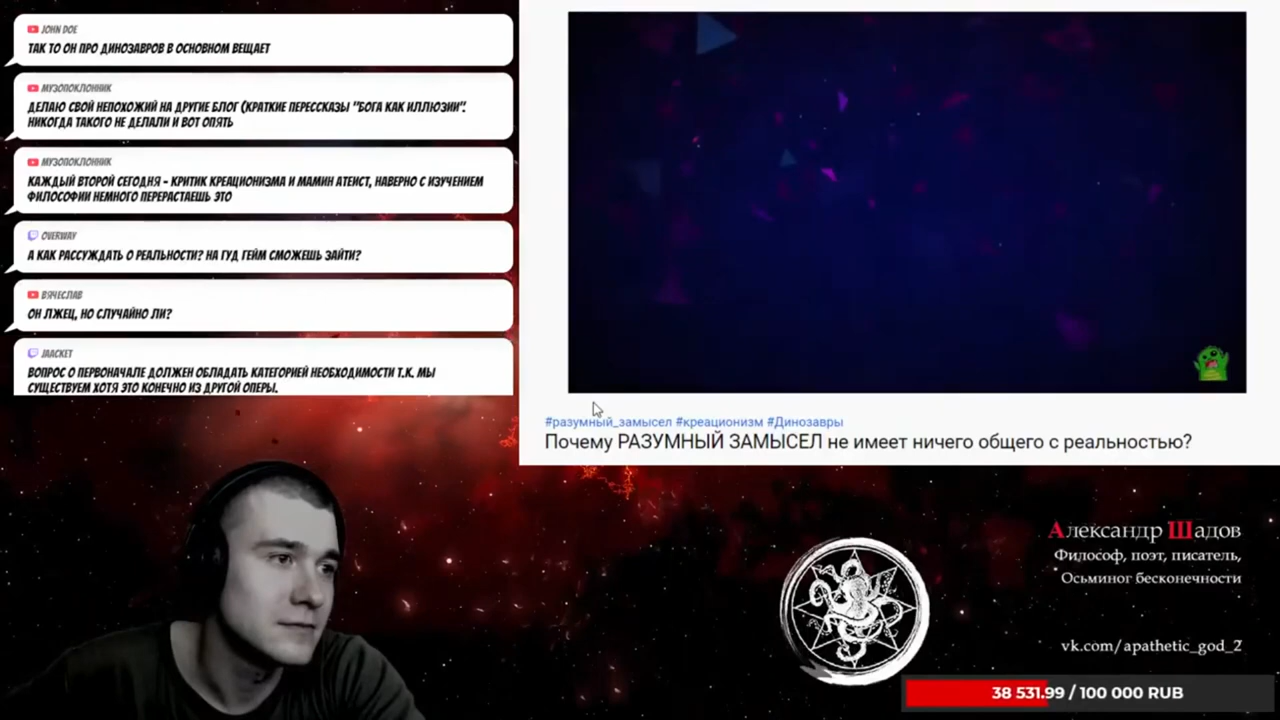 JOHN DOE
ТАК ТО ОН ПРО ДИНОЗАВРОВ В ОСНОВНОМ ВЕЩАЕТ
МУЗОПОКЛОННИК
ДЕЛАЮ СВОЙ НЕПОХОЖИЙ НА ДРУГИЕ БЛОГ (КРАТКИЕ ПЕРЕССКАЗЫ "БОГА КАК ИЛЛЮЗИИ".
НИКОГДА ТАКОГО НЕ ДЕЛАЛИ И ВОТ ОПЯТЬ
МУЗОПОКЛОННИК
КАЖДЫЙ ВТОРОЙ СЕГОДНЯ - КРИТИК КРЕАЦИОНИЗМА И МАМИН АТЕИСТ, НАВЕРНО С ИЗУЧЕНИЕМ
ФИЛОСОФИИ НЕМНОГО ПЕРЕРАСТАЕШЬ ЭТО
OVERWAY
А КАК РАССУЖДАТЬ О РЕАЛЬНОСТИ? НА ГУД ГЕЙМ СМОЖЕШЬ ЗАЙТИ?
ВЯЧЕСЛАВ
ОН ЛЖЕЦ, НО СЛУЧАЙНО ЛИ?
JAACKET
ВОПРОС О ПЕРВОНАЧАЛЕ ДОЛЖЕН ОБЛАДАТЬ КАТЕГОРИЕЙ НЕОБХОДИМОСТИ Т.К. МЫ
СУЩЕСТВУЕМ ХОТЯ ЭТО КОНЕЧНО ИЗ ДРУГОЙ ОПЕРЫ.
#разумный_замысел #креационизм #Динозавры
Почему РАЗУМНЫЙ ЗАМЫСЕЛ не имеет ничего общего с реальностью?
Александр Шадов
Философ, поэт, писатель,
Осьминог бесконечности
vk.com/apathetic_god_2
38 531.99 / 100 000 RUB